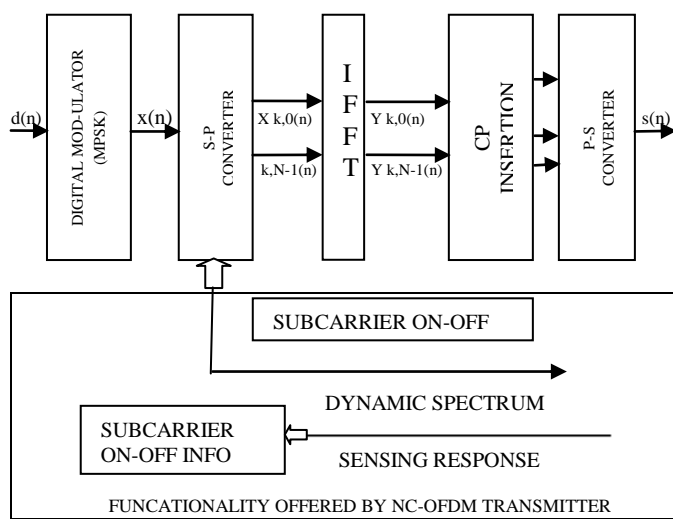 d(n)
DIGITAL MOD-ULATOR
(MPSK)
x(n)
S-P
CONVERTER
X k,0(n)
k,N-1(n)
I
F
F
T
Y k,0(n)
Y k,N-1(n)
CP
INSERTION
P-S
CONVERTER
s(n)
SUBCARRIER ON-OFF
DYNAMIC SPECTRUM
SUBCARRIER
ON-OFF INFO
SENSING RESPONSE
FUNCATIONALITY OFFERED BY NC-OFDM TRANSMITTER